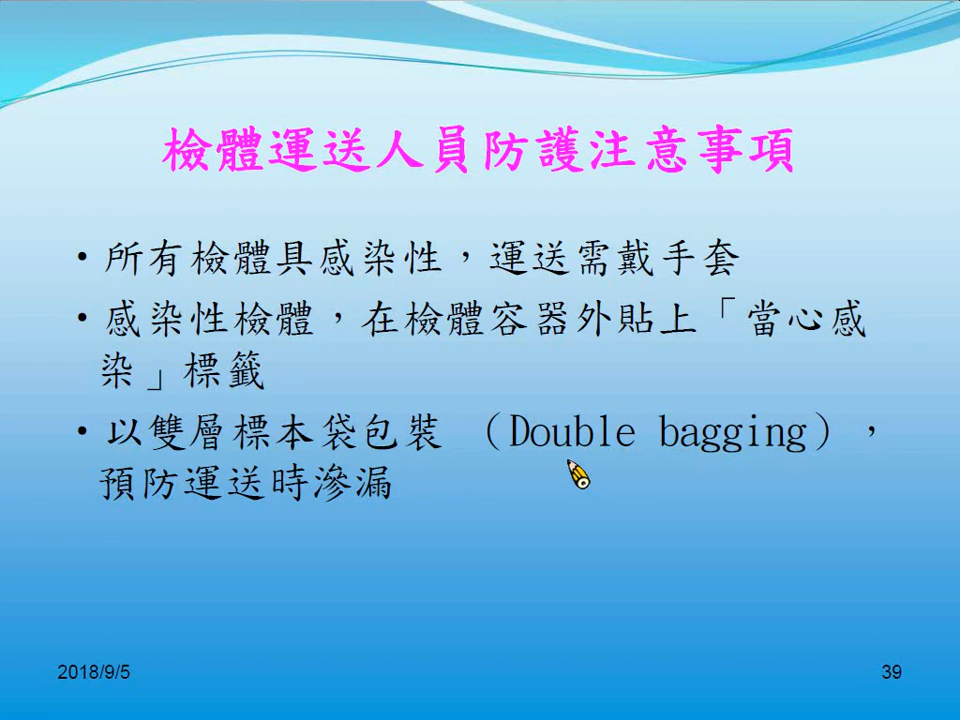 檢體運送人員防護注意事項
・所有檢體具感染性，運送需戴手套
・感染性檢體，在檢體容器外貼上「當心感
染」標籤
・以雙層標本袋包裝 （Double bagging），
預防運送時滲漏
2018/9/5
39